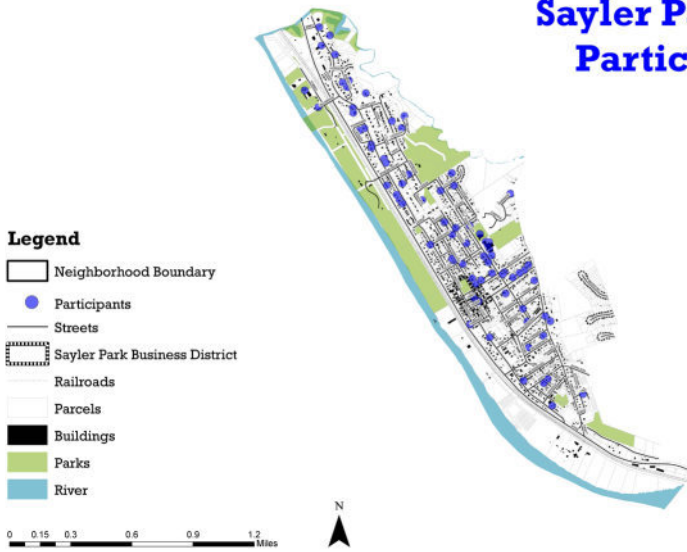 Sayler P
Partic
Legend
Neighborhood Boundary
Participants
Streets
Sayler Park Business District
Railroads
Parcels
Buildings
Parks
River
N
0 0.15 0.3 0.6 0.9 1.2
Miles